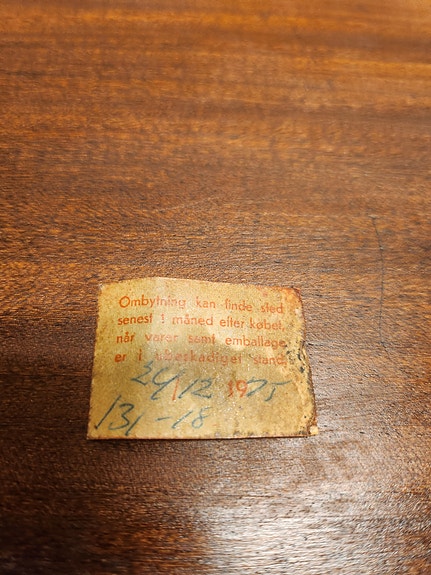 Ombytning kan finde sted
senest 1 måned efter købet,
når varer samt emballage
er i ubeskadiget stand.
24/12 1975
131-18